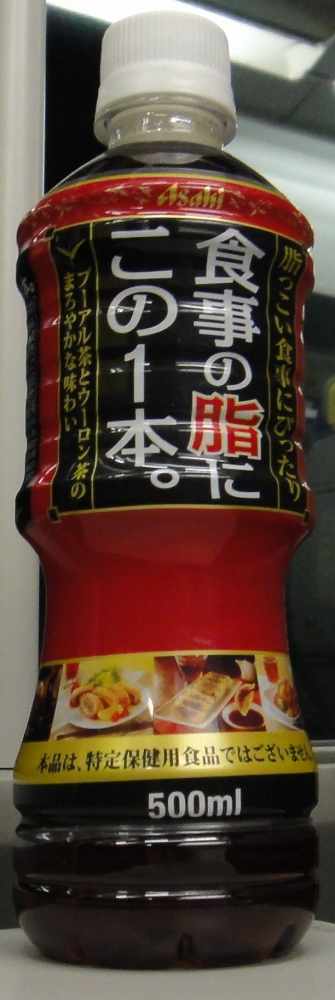 Asahi
脂っこい食事にぴったり
食事の脂に
この1本。
プーアル茶とウーロン茶の
まろやかな味わい
本品は、特定保健用食品ではございません
500ml